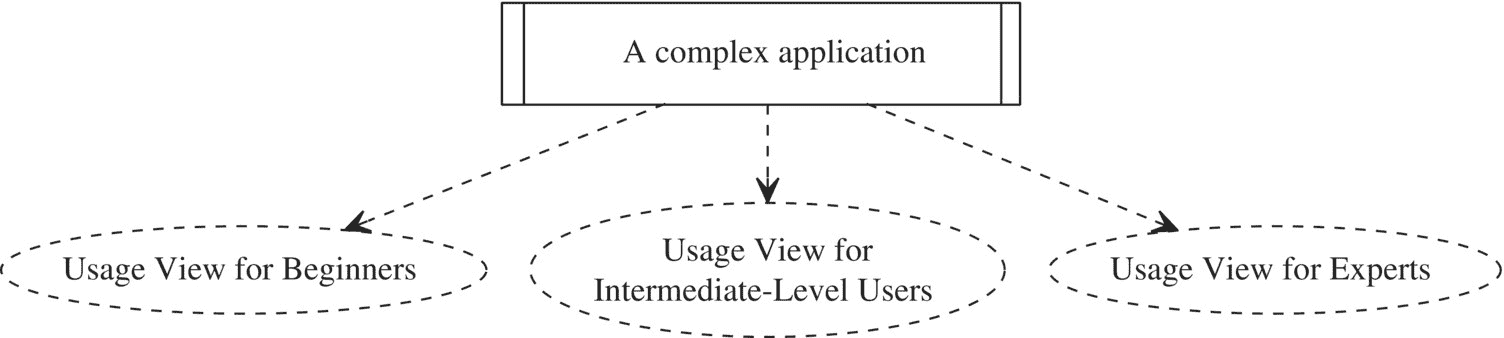 A complex application
Usage View for Beginners
Usage View for
Intermediate-Level Users
Usage View for Experts